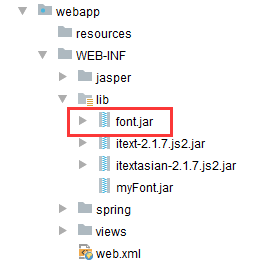 webapp
resources
WEB-INF
jasper
lib
font.jar
itext-2.1.7.js2.jar
itextasian-2.1.7.js2.jar
myFont.jar
spring
views
web.xml